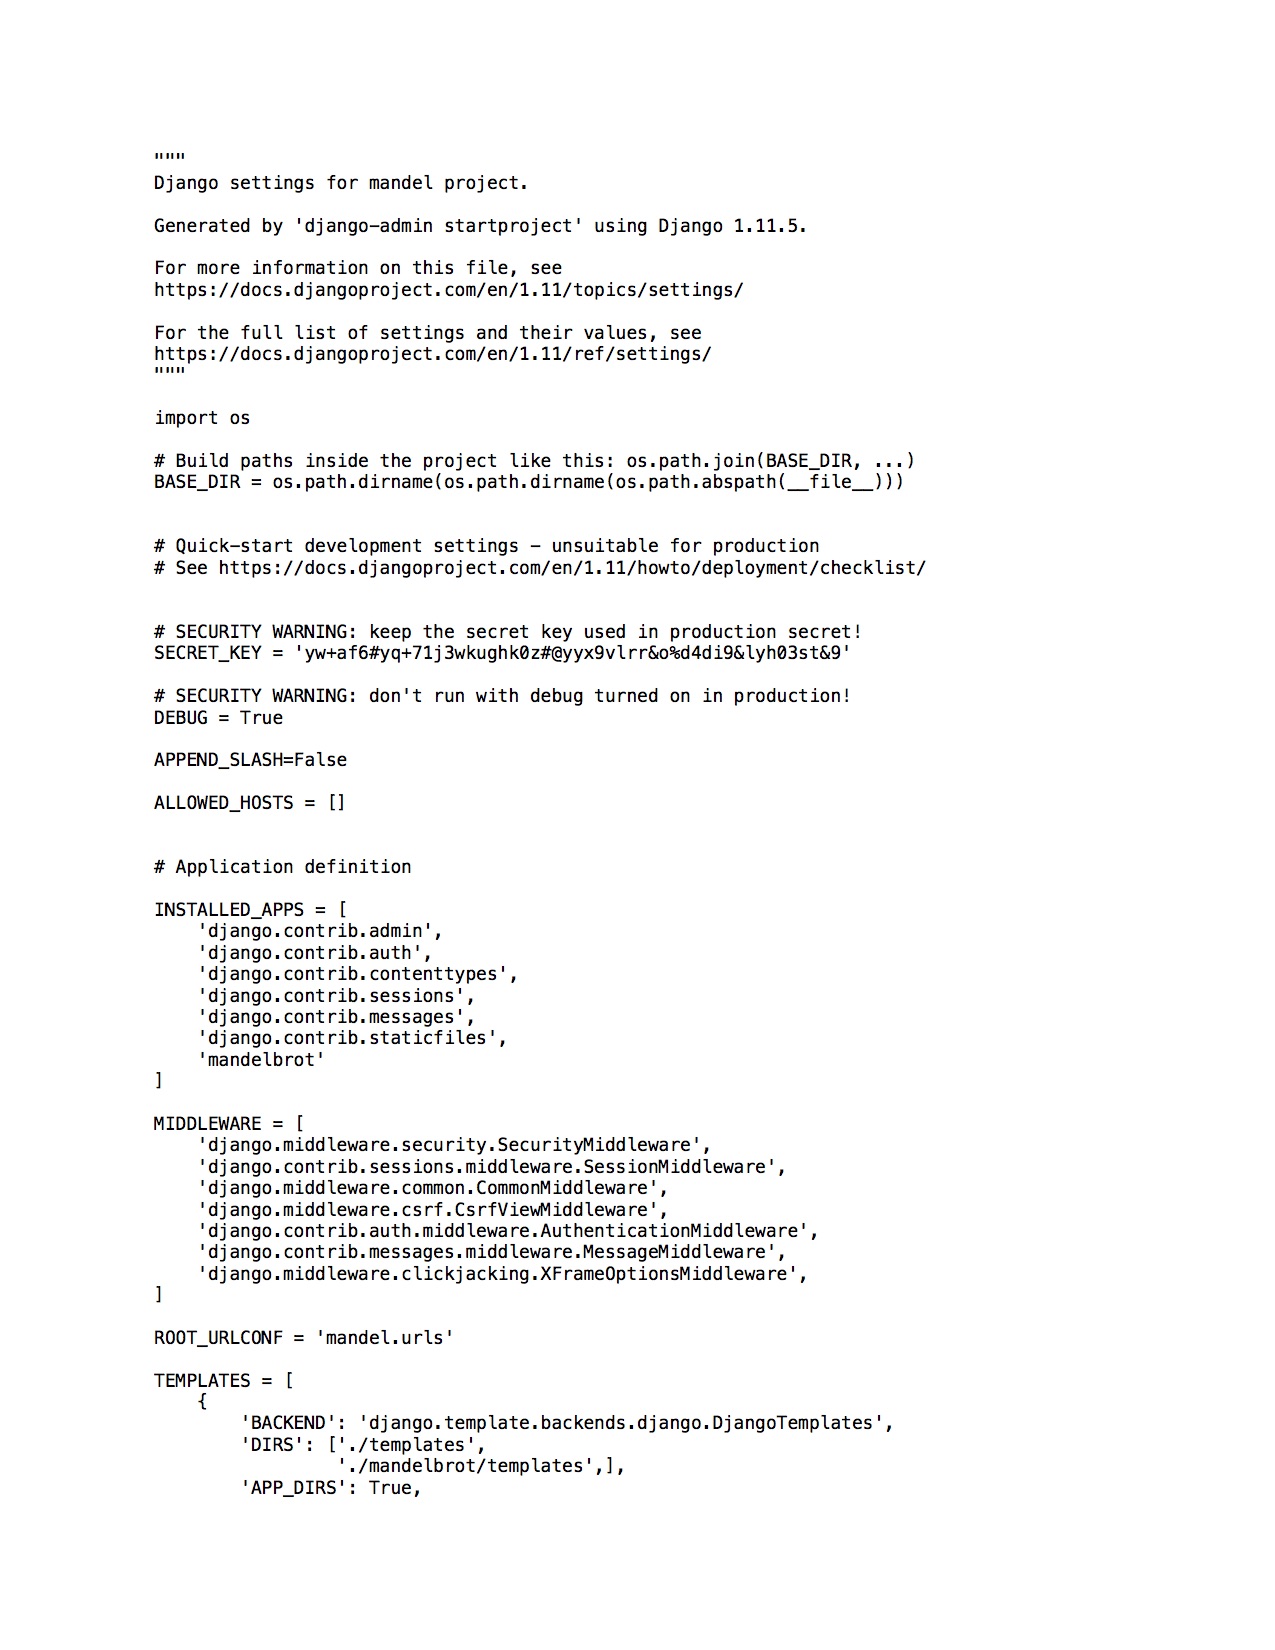 """
Django settings for mandel project.
Generated by 'django-admin startproject' using Django 1.11.5.
For more information on this file, see
https://docs.djangoproject.com/en/1.11/topics/settings/
For the full list of settings and their values, see
https://docs.djangoproject.com/en/1.11/ref/settings/
"""
import os
# Build paths inside the project like this: os.path.join(BASE_DIR, ...)
BASE_DIR = os.path.dirname(os.path.dirname(os.path.abspath(__file__)))
# Quick-start development settings - unsuitable for production
# See https://docs.djangoproject.com/en/1.11/howto/deployment/checklist/
# SECURITY WARNING: keep the secret key used in production secret!
SECRET_KEY = 'yw+af6#yq+71j3wkughk0z#@yyx9vlrr&o%d4di9&lyh03st&9'
# SECURITY WARNING: don't run with debug turned on in production!
DEBUG = True
APPEND_SLASH=False
ALLOWED_HOSTS = []
# Application definition
INSTALLED_APPS = [
    'django.contrib.admin',
    'django.contrib.auth',
    'django.contrib.contenttypes',
    'django.contrib.sessions',
    'django.contrib.messages',
    'django.contrib.staticfiles',
    'mandelbrot'
]
MIDDLEWARE = [
    'django.middleware.security.SecurityMiddleware',
    'django.contrib.sessions.middleware.SessionMiddleware',
    'django.middleware.common.CommonMiddleware',
    'django.middleware.csrf.CsrfViewMiddleware',
    'django.contrib.auth.middleware.AuthenticationMiddleware',
    'django.contrib.messages.middleware.MessageMiddleware',
    'django.middleware.clickjacking.XFrameOptionsMiddleware',
]
ROOT_URLCONF = 'mandel.urls'
TEMPLATES = [
    {
        'BACKEND': 'django.template.backends.django.DjangoTemplates',
        'DIRS': ['./templates',
                 './mandelbrot/templates',],
        'APP_DIRS': True,